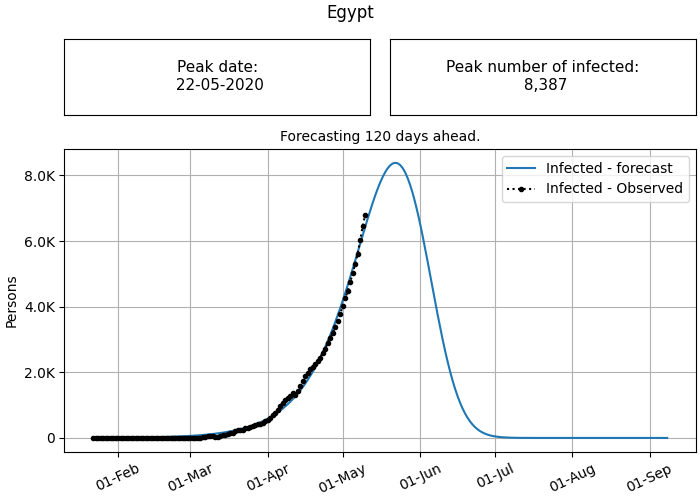 Egypt
Peak date:
22-05-2020
Peak number of infected:
8,387
Forecasting 120 days ahead.
Infected - forecast
Infected - Observed
Persons
8.0K
6.0K
4.0K
2.0K
0
01-Feb
01-Mar
01-Apr
01-May
01-Jun
01-Jul
01-Aug
01-Sep